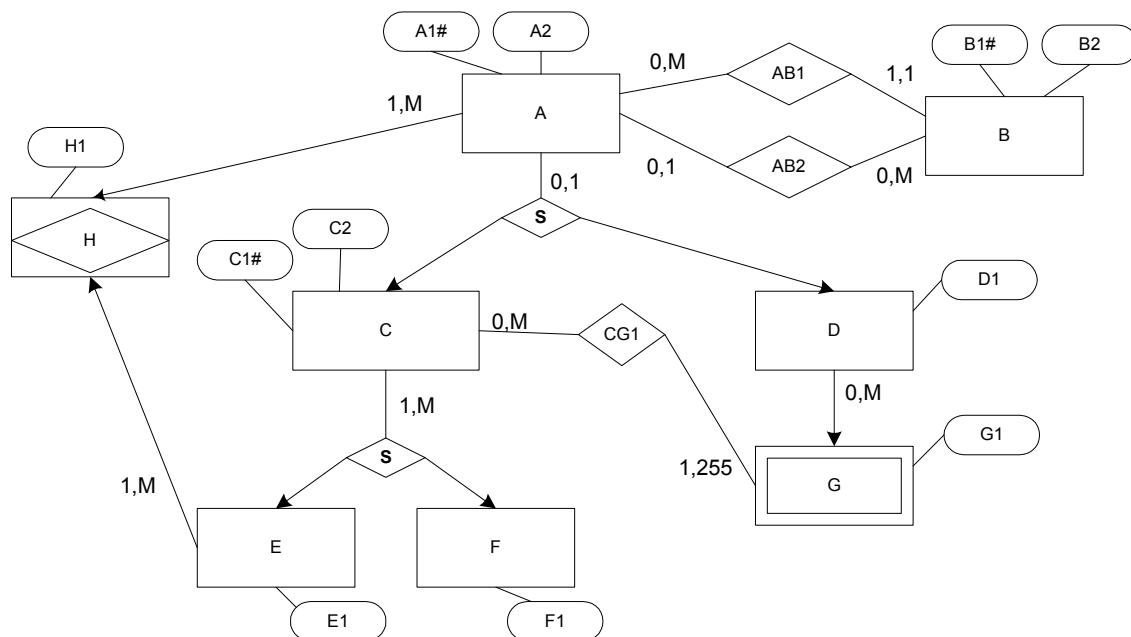 A1#
A2
B1#
B2
0,M
AB1
1,1
1,M
A
B
H1
0,1
AB2
0,M
0,1
S
H
C2
C1#
D1
C
0,M
CG1
D
1,M
0,M
G1
S
1,255
G
1,M
E
F
E1
F1